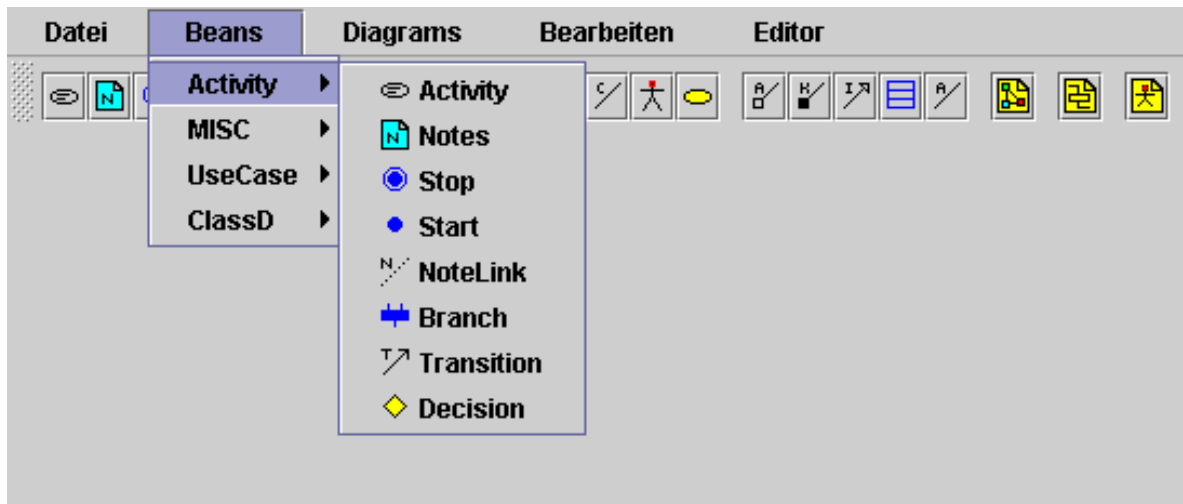 Datei Beans Diagrams Bearbeiten Editor
Activity
MISC
UseCase
ClassD
Activity
Notes
Stop
Start
NoteLink
Branch
Transition
Decision